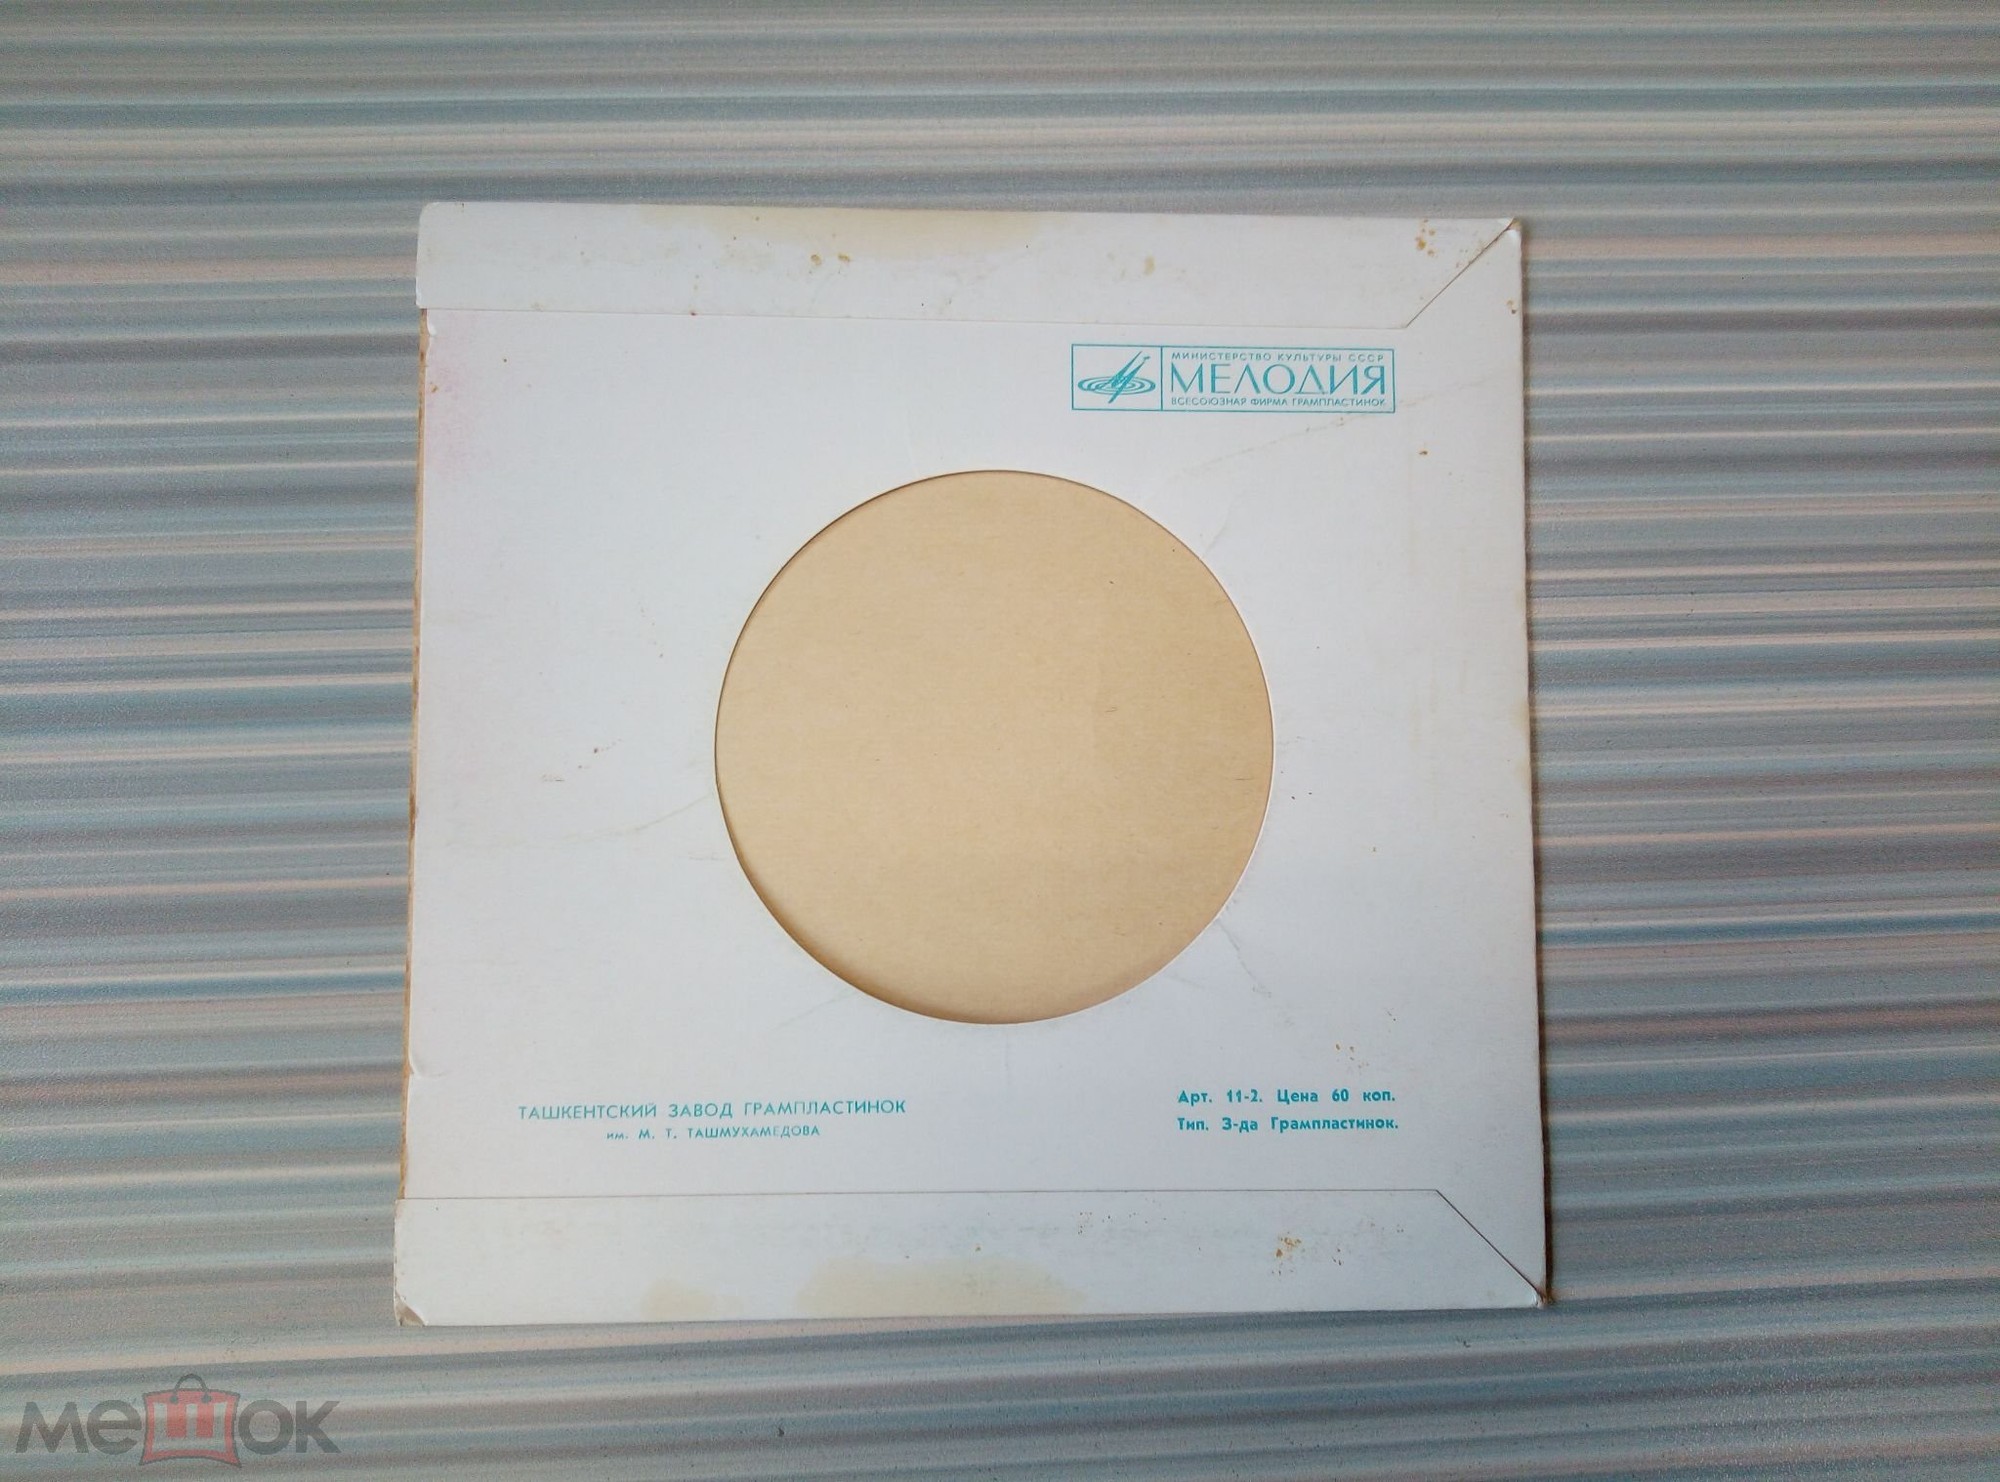 МИНИСТЕРСТВО КУЛЬТУРЫ СССР
МЕЛОДИЯ
ВСЕСОЮЗНАЯ ФИРМА ГРАМПЛАСТИНОК
ТАШКЕНТСКИЙ ЗАВОД ГРАМПЛАСТИНОК
им. М. Т. ТАШМУХАМЕДОВА
Арт. 11-2. Цена 60 коп.
Тип. З-да Грампластинок.
мешок